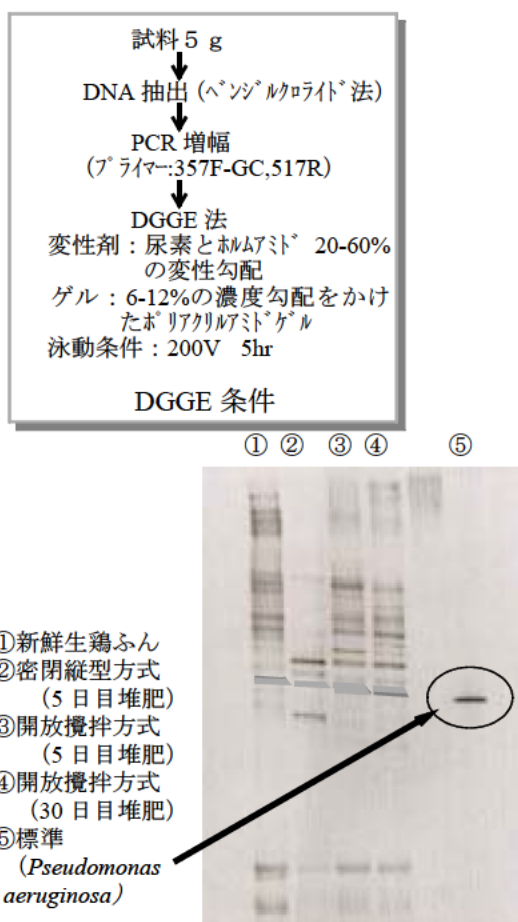 試料５ｇ
DNA 抽出 (ﾍﾞﾝｼﾞﾙｸﾛﾗｲﾄﾞ法)
PCR 増幅
(ﾌﾟﾗｲﾏｰ:357F-GC,517R)
DGGE 法
変性剤：尿素とﾎﾙﾑアミﾄﾞ 20-60%
の変性勾配
ゲル：6-12%の濃度勾配をかけ
たﾎﾟﾘｱｸﾘﾙｱﾐﾄﾞｹﾞﾙ
泳動条件：200V 5hr
DGGE 条件
① ② ③ ④ ⑤
①新鮮生鶏ふん
②密閉縦型方式
(5 日目堆肥)
③開放攪拌方式
(5 日目堆肥)
④開放攪拌方式
(30 日目堆肥)
⑤標準
(Pseudomonas
aeruginosa)